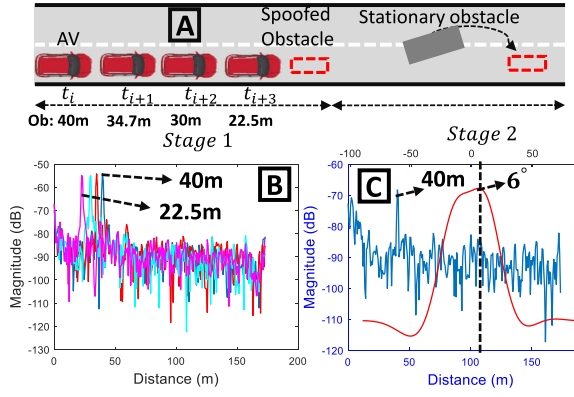 A
AV
Spoofed
Obstacle
Stationary obstacle
t_i
t_{i+1}
t_{i+2}
t_{i+3}
Ob: 40m 34.7m 30m 22.5m
Stage 1
Stage 2
-100 0 50
-50
-60
-70
-80
-90
-100
-110
-120
-130
Magnitude (dB)
B
40m
22.5m
0 50 100 150 200
Distance (m)
-60
-70
-80
-90
-100
-110
-120
Magnitude (dB)
C
40m
6°
0 50 100 150
Distance (m)